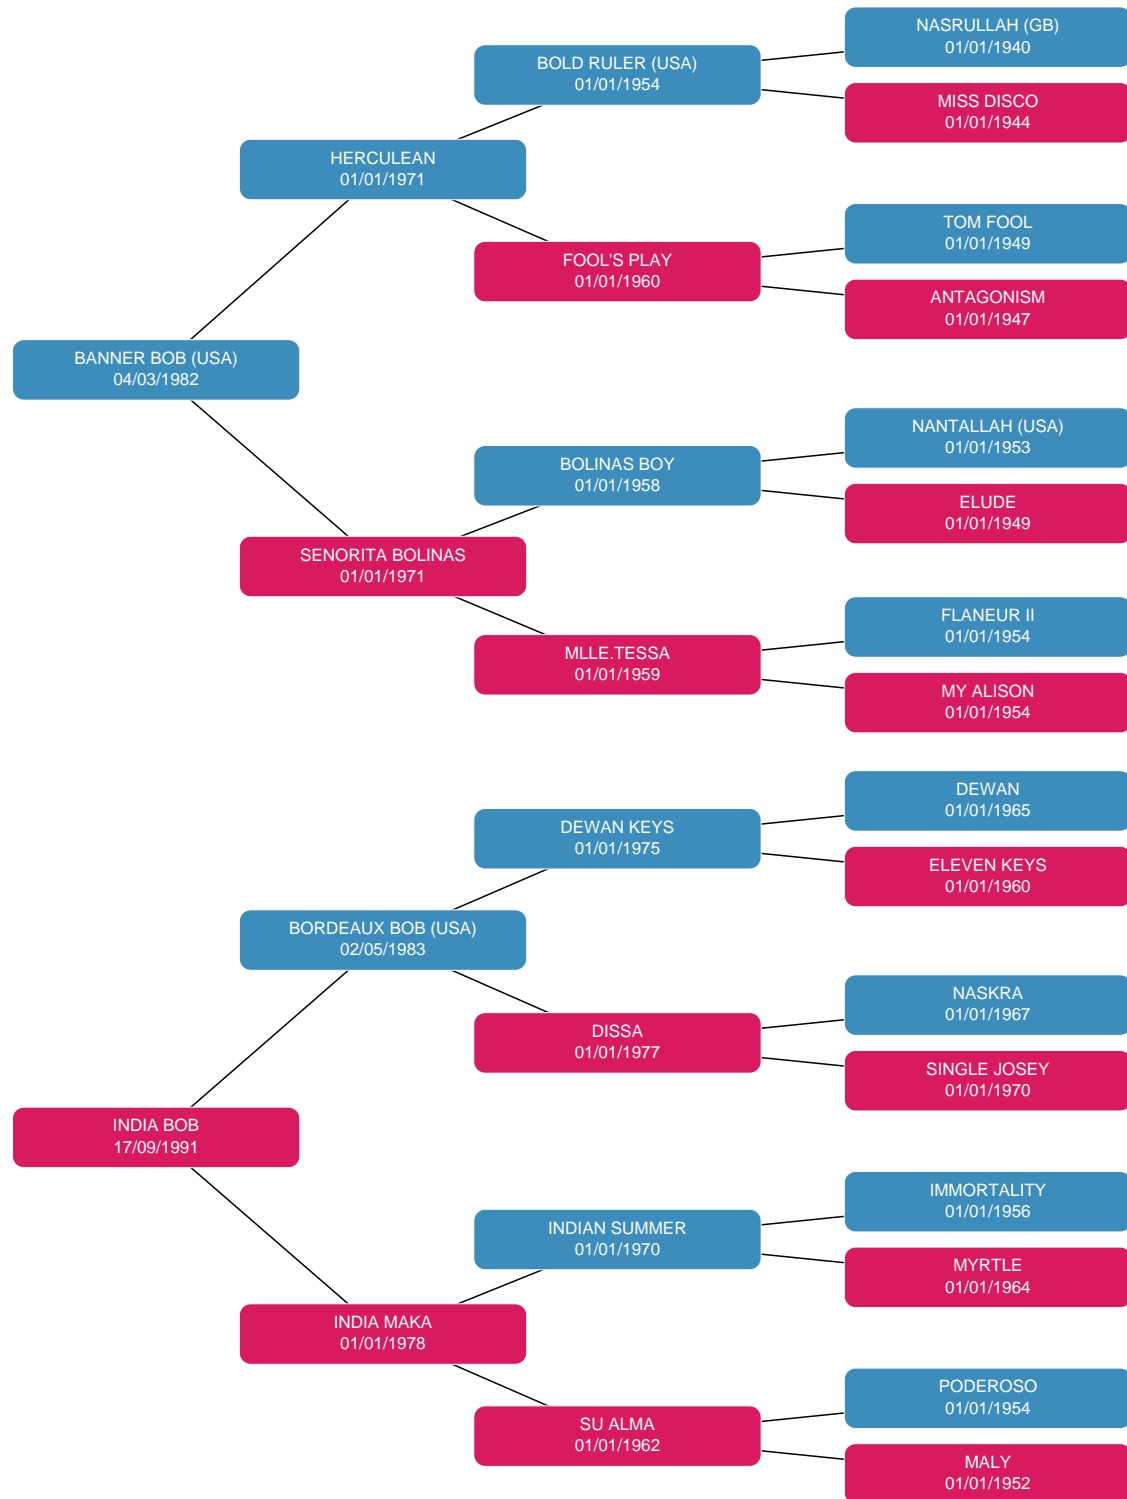 NASRULLAH (GB)
01/01/1940
BOLD RULER (USA)
01/01/1954
MISS DISCO
01/01/1944
HERCULEAN
01/01/1971
TOM FOOL
01/01/1949
FOOL'S PLAY
01/01/1960
ANTAGONISM
01/01/1947
BANNER BOB (USA)
04/03/1982
NANTALLAH (USA)
01/01/1953
BOLINAS BOY
01/01/1958
ELUDE
01/01/1949
SENORITA BOLINAS
01/01/1971
FLANEUR II
01/01/1954
MLLE.TESSA
01/01/1959
MY ALISON
01/01/1954
DEWAN
01/01/1965
DEWAN KEYS
01/01/1975
ELEVEN KEYS
01/01/1960
BORDEAUX BOB (USA)
02/05/1983
NASKRA
01/01/1967
DISSA
01/01/1977
SINGLE JOSEY
01/01/1970
INDIA BOB
17/09/1991
IMMORTALITY
01/01/1956
INDIAN SUMMER
01/01/1970
MYRTLE
01/01/1964
INDIA MAKA
01/01/1978
PODEROSO
01/01/1954
SU ALMA
01/01/1962
MALY
01/01/1952